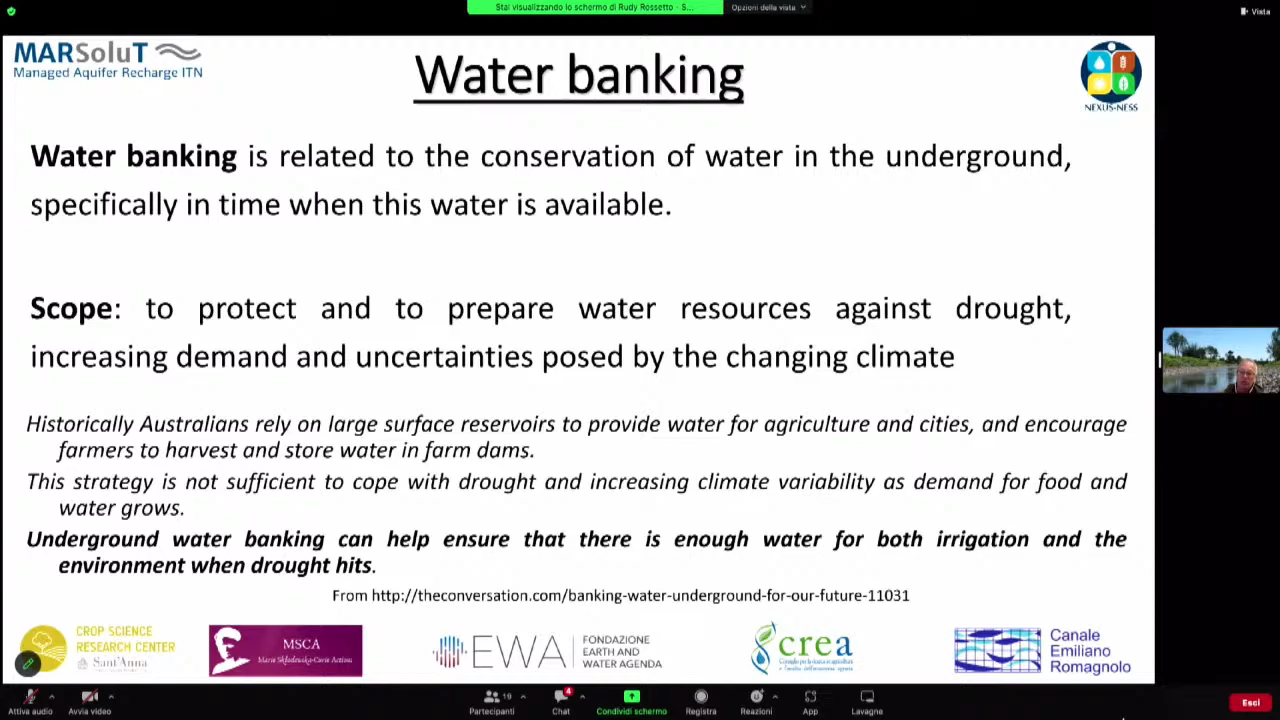 Stai visualizzando lo schermo di Rudy Rossetto - S...
Opzioni della vista
Vista
MARSoluT
Managed Aquifer Recharge ITN
Water banking
NEXUS-NESS
Water banking is related to the conservation of water in the underground,
specifically in time when this water is available.
Scope: to protect and to prepare water resources against drought,
increasing demand and uncertainties posed by the changing climate
Historically Australians rely on large surface reservoirs to provide water for agriculture and cities, and encourage
farmers to harvest and store water in farm dams.
This strategy is not sufficient to cope with drought and increasing climate variability as demand for food and
water grows.
Underground water banking can help ensure that there is enough water for both irrigation and the
environment when drought hits.
From http://theconversation.com/banking-water-underground-for-our-future-11031
CROP SCIENCE
RESEARCH CENTER
Sant'Anna
MSCA
Marie Skłodowska-Curie Actions
EWA
FONDAZIONE
EARTH AND
WATER AGENDA
crea
Canale
Emiliano
Romagnolo
Attiva audio
Avvia video
Partecipanti
19
Chat
4
Condividi schermo
Registra
Reazioni
App
Lavagne
Esci